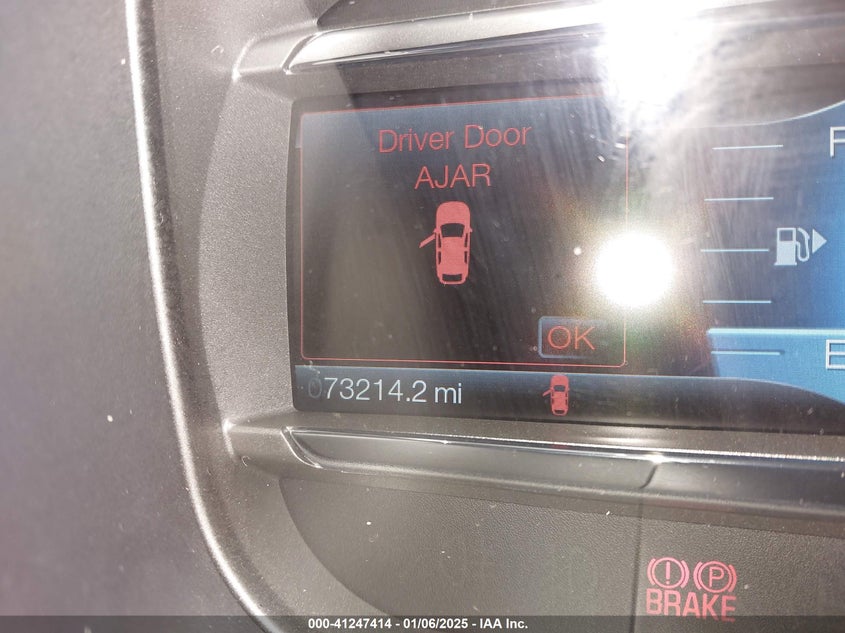 Driver Door
AJAR
OK
073214.2 mi
E
P
BRAKE
000-41247414 - 01/06/2025 - IAA Inc.